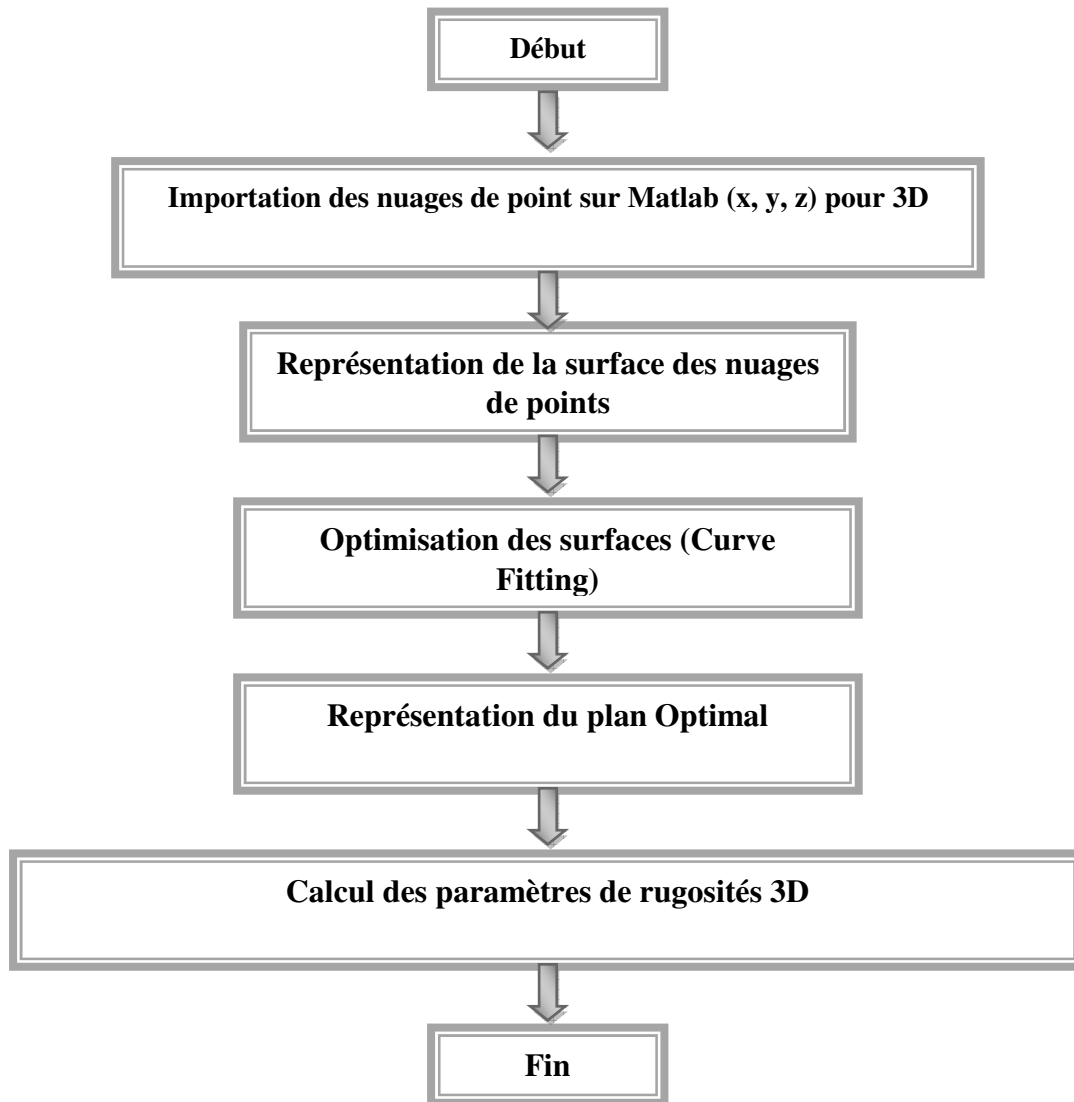 Début
Importation des nuages de point sur Matlab (x, y, z) pour 3D
Représentation de la surface des nuages
de points
Optimisation des surfaces (Curve
Fitting)
Représentation du plan Optimal
Calcul des paramètres de rugosités 3D
Fin